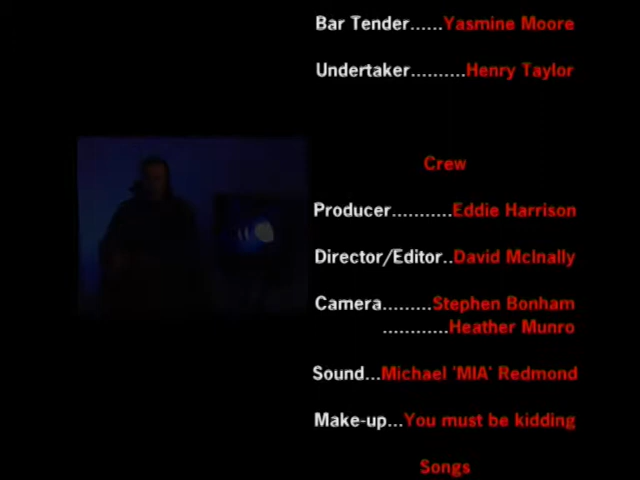 Bar Tender......Yasmine Moore
Undertaker..........Henry Taylor
Crew
Producer...........Eddie Harrison
Director/Editor..David McInally
Camera.........Stephen Bonham
............Heather Munro
Sound...Michael 'MIA' Redmond
Make-up...You must be kidding
Songs